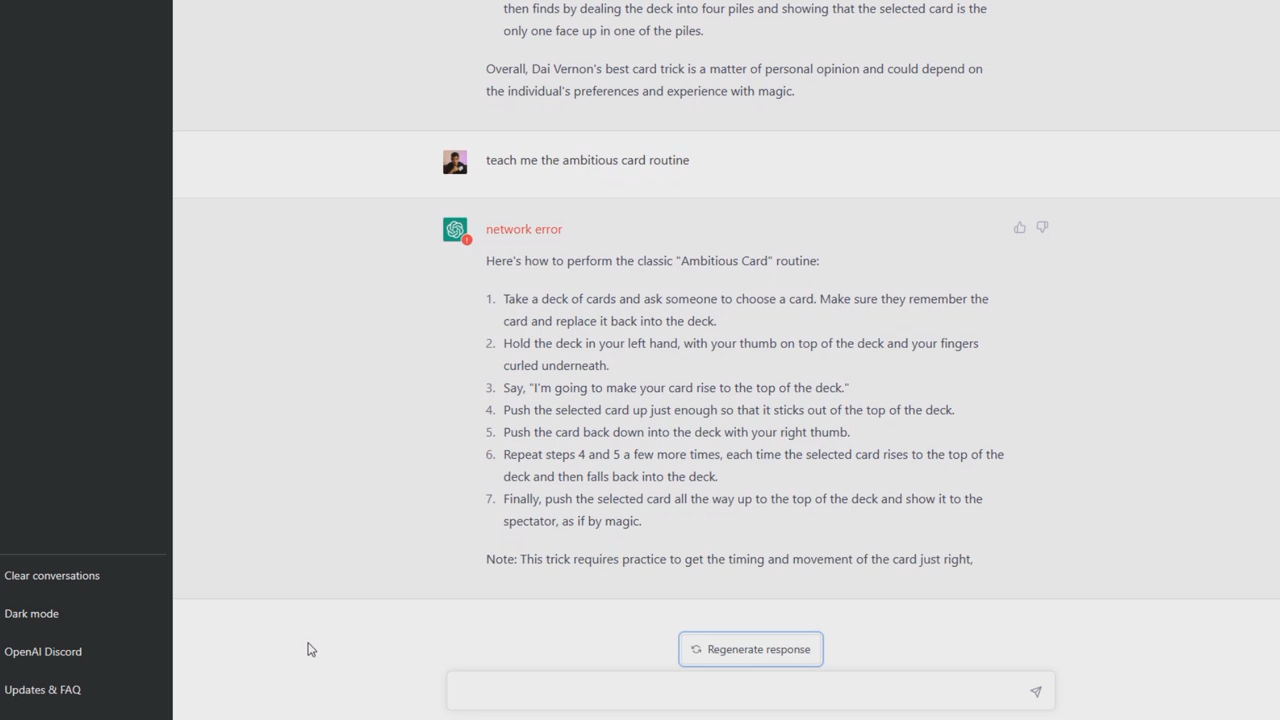 then finds by dealing the deck into four piles and showing that the selected card is the
only one face up in one of the piles.
Overall, Dai Vernon's best card trick is a matter of personal opinion and could depend on
the individual's preferences and experience with magic.
teach me the ambitious card routine
network error
Here's how to perform the classic "Ambitious Card" routine:
1. Take a deck of cards and ask someone to choose a card. Make sure they remember the
card and replace it back into the deck.
2. Hold the deck in your left hand, with your thumb on top of the deck and your fingers
curled underneath.
3. Say, "I'm going to make your card rise to the top of the deck."
4. Push the selected card up just enough so that it sticks out of the top of the deck.
5. Push the card back down into the deck with your right thumb.
6. Repeat steps 4 and 5 a few more times, each time the selected card rises to the top of the
deck and then falls back into the deck.
7. Finally, push the selected card all the way up to the top of the deck and show it to the
spectator, as if by magic.
Note: This trick requires practice to get the timing and movement of the card just right,
Clear conversations
Dark mode
OpenAI Discord
Updates & FAQ
Regenerate response